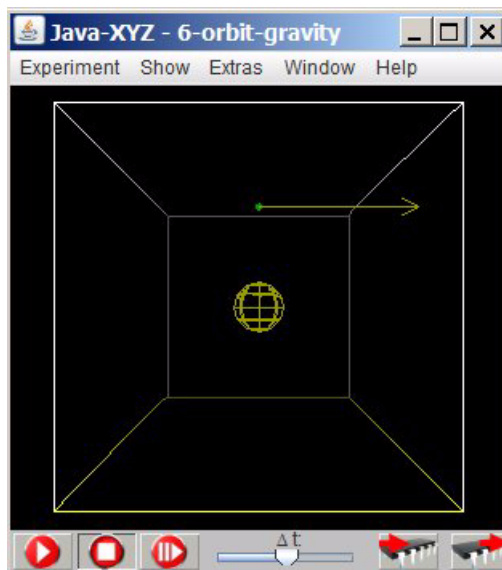 Java-XYZ - 6-orbit-gravity
Experiment Show Extras Window Help
Δt